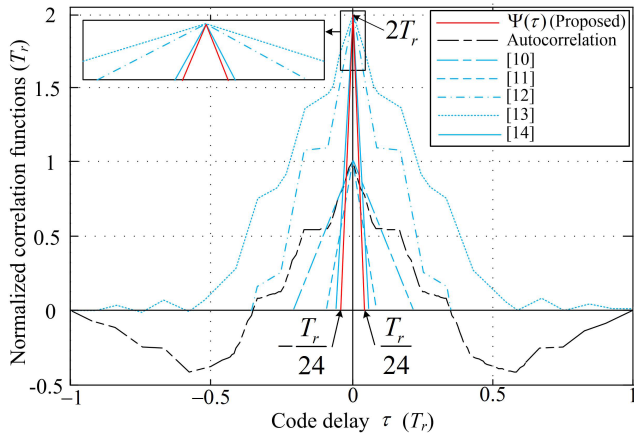 Normalized correlation functions (Tr)
2
1.5
1
0.5
0
-0.5
2Tr
Ψ(τ) (Proposed)
Autocorrelation
[10]
[11]
[12]
[13]
[14]
−Tr/24
Tr/24
−1
−0.5
0
0.5
1
Code delay τ (Tr)